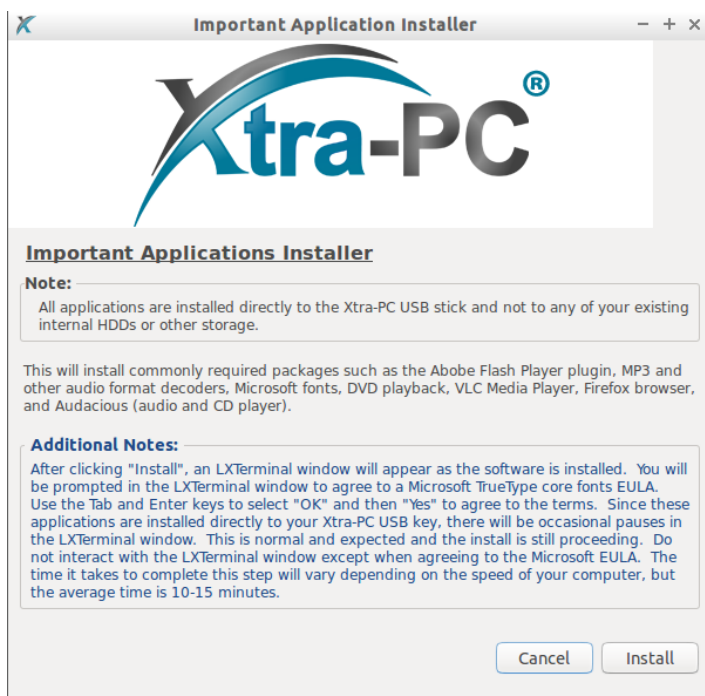 Important Application Installer
Xtra-PC®
Important Applications Installer
Note:
All applications are installed directly to the Xtra-PC USB stick and not to any of your existing
internal HDDs or other storage.
This will install commonly required packages such as the Abobe Flash Player plugin, MP3 and
other audio format decoders, Microsoft fonts, DVD playback, VLC Media Player, Firefox browser,
and Audacious (audio and CD player).
Additional Notes:
After clicking "Install", an LXTerminal window will appear as the software is installed.  You will
be prompted in the LXTerminal window to agree to a Microsoft TrueType core fonts EULA.
Use the Tab and Enter keys to select "OK" and then "Yes" to agree to the terms.  Since these
applications are installed directly to your Xtra-PC USB key, there will be occasional pauses in
the LXTerminal window.  This is normal and expected and the install is still proceeding.  Do
not interact with the LXTerminal window except when agreeing to the Microsoft EULA.  The
time it takes to complete this step will vary depending on the speed of your computer, but
the average time is 10-15 minutes.
Cancel Install